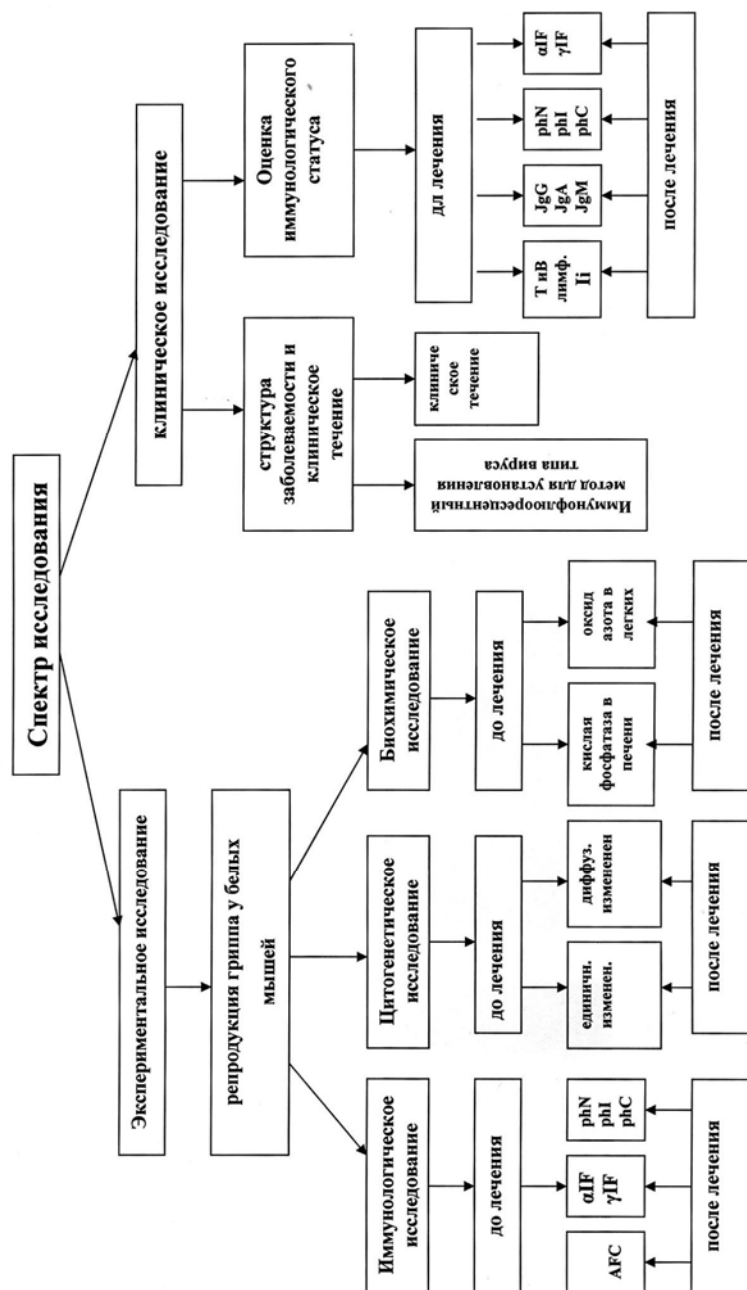 Спектр исследования
Экспериментальное исследование
клиническое исследование
репродукция гриппа у белых
мышей
структура
заболеваемости и
клиническое
течение
Оценка
иммунологического
статуса
Иммунологическое
исследование
Цитогенетическое
исследование
Биохимическое
исследование
Иммунофлюоресцентный
метод для установления
типа вируса
клиниче
ское
течение
дл лечения
до лечения
до лечения
до лечения
AFC
αIF
γIF
phN
phI
phC
единичн.
изменен.
диффуз.
изменен
кислая
фосфатаза в
печени
оксид
азота в
легких
Т иВ
лимф.
Ii
JgG
JgA
JgM
phN
phI
phC
αIF
γIF
после лечения
после лечения
после лечения
после лечения